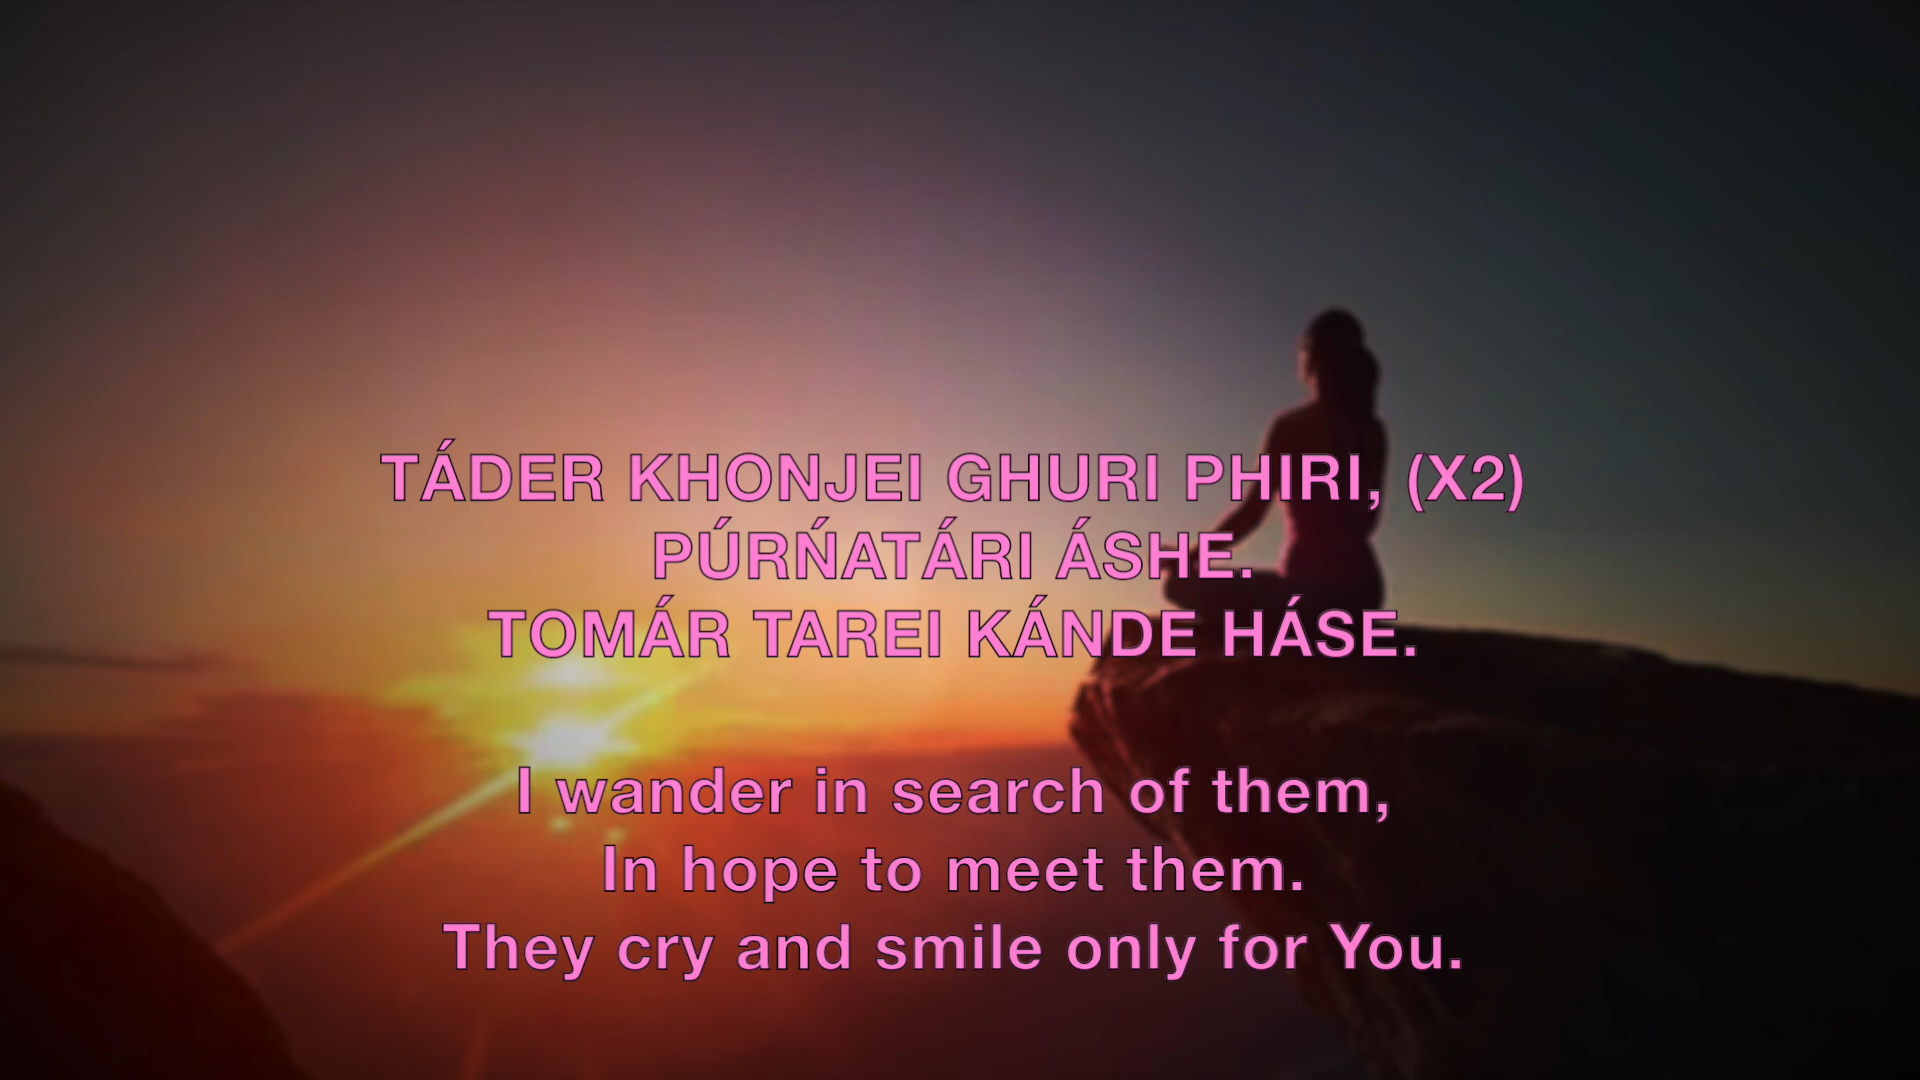 TÁDER KHONJEI GHURI PHIRI, (X2)
PÚRŃATÁRI ÁSHE.
TOMÁR TAREI KÁNDE HÁSE.
I wander in search of them,
In hope to meet them.
They cry and smile only for You.